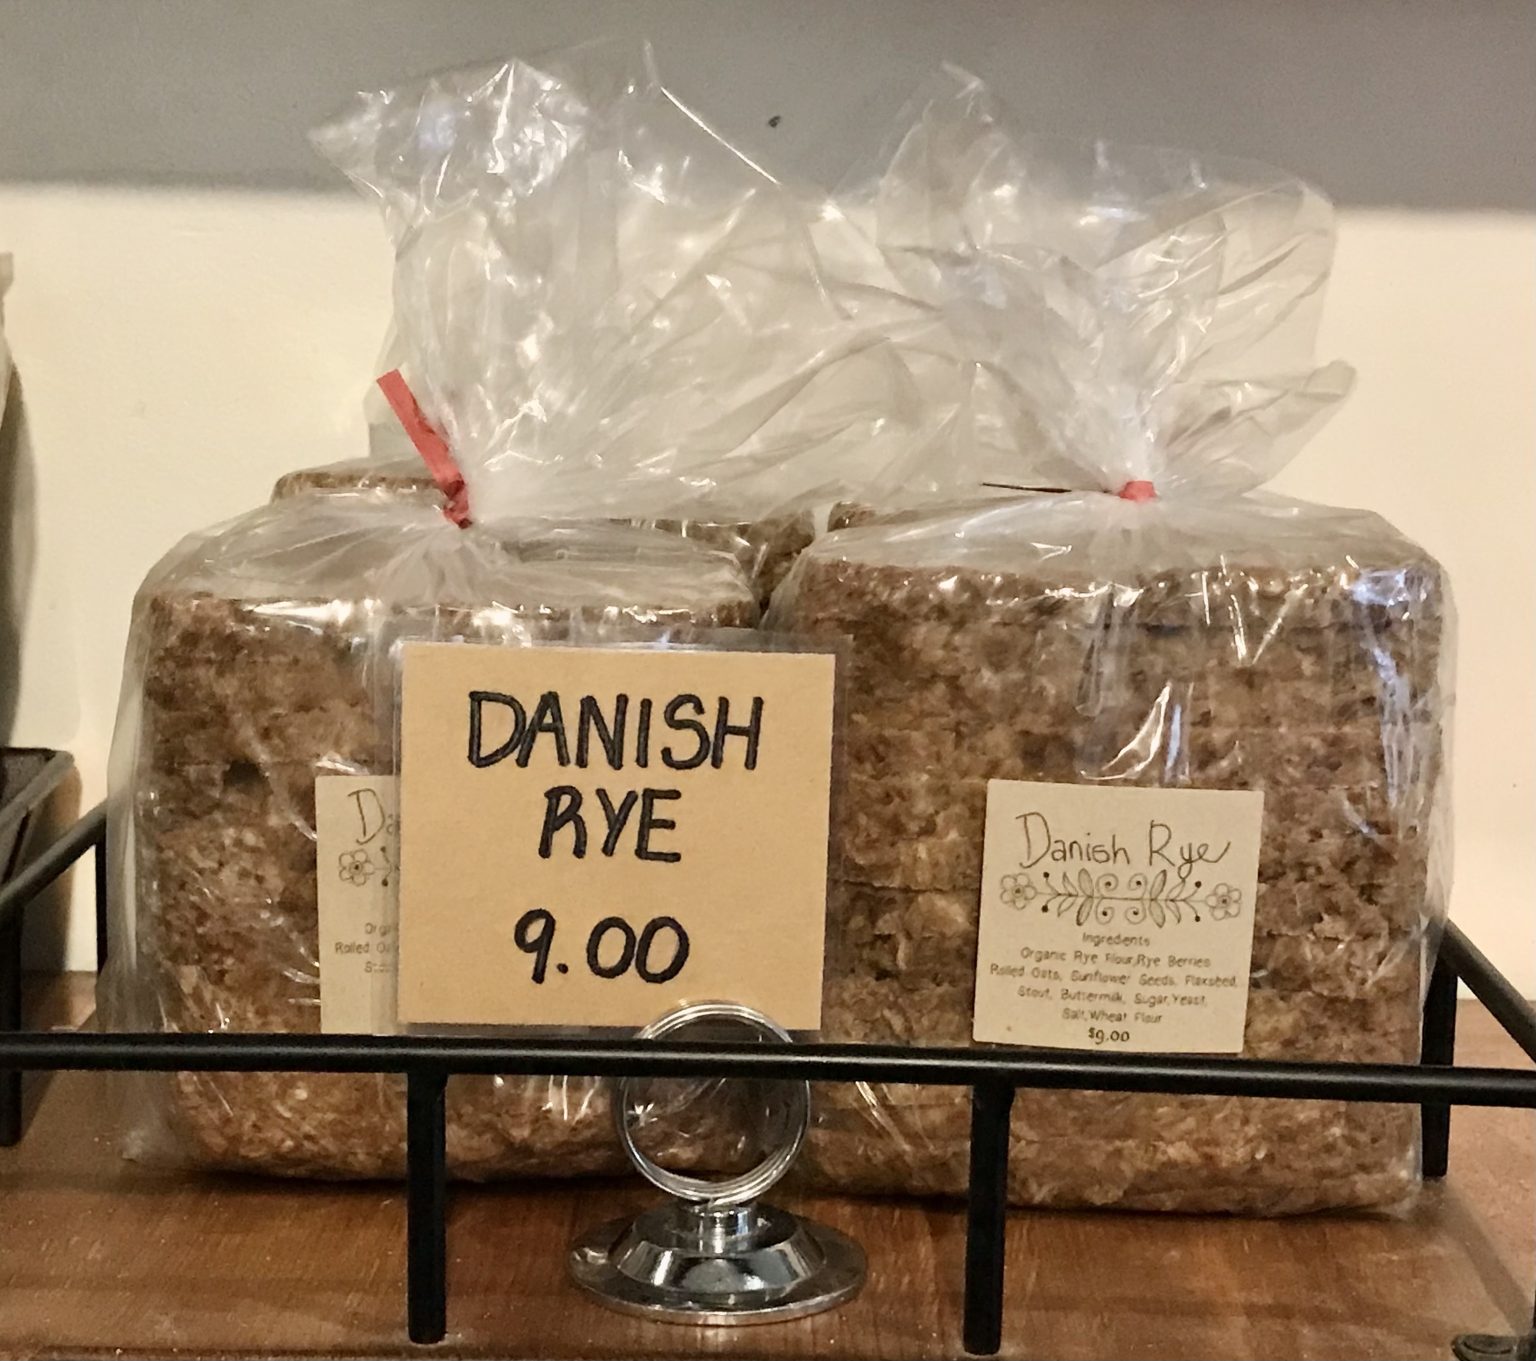 DANISH
RYE
9.00
Danish Rye
Ingredients
Organic Rye Flour, Rye Berries
Rolled Oats, Sunflower Seeds, Flaxseed,
Stout, Buttermilk, Sugar, Yeast,
Salt, Wheat Flour
$9.00
Rolled